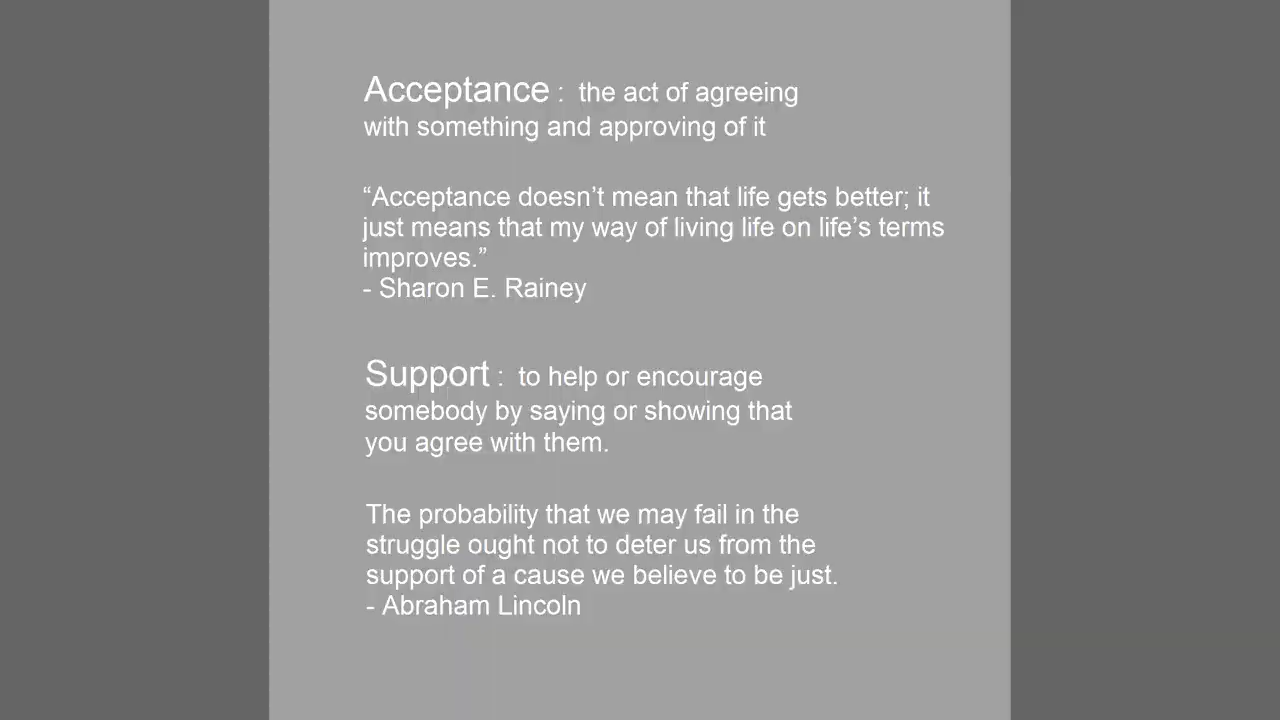 Acceptance : the act of agreeing
with something and approving of it
“Acceptance doesn’t mean that life gets better; it
just means that my way of living life on life’s terms
improves.”
- Sharon E. Rainey
Support : to help or encourage
somebody by saying or showing that
you agree with them.
The probability that we may fail in the
struggle ought not to deter us from the
support of a cause we believe to be just.
- Abraham Lincoln